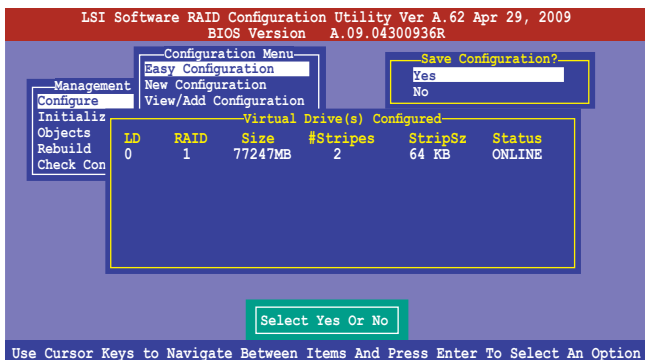 LSI Software RAID Configuration Utility Ver A.62 Apr 29, 2009
BIOS Version A.09.04300936R
Configuration Menu
Easy Configuration
New Configuration
View/Add Configuration
Save Configuration?
Yes
No
Management
Configure
Initializ
Objects
Rebuild
Check Con
Virtual Drive(s) Configured
LD RAID Size #Stripes StripSz Status
0 1 77247MB 2 64 KB ONLINE
Select Yes Or No
Use Cursor Keys to Navigate Between Items And Press Enter To Select An Option